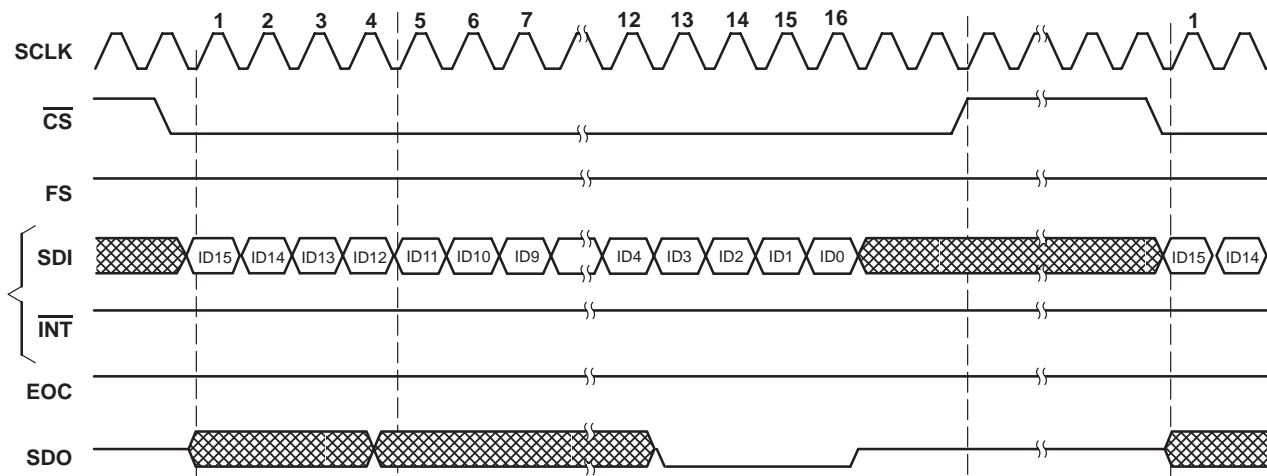 1 2 3 4 5 6 7 12 13 14 15 16 1
SCLK
CS
FS
SDI ID15 ID14 ID13 ID12 ID11 ID10 ID9 ID4 ID3 ID2 ID1 ID0 ID15 ID14
INT
EOC
SDO